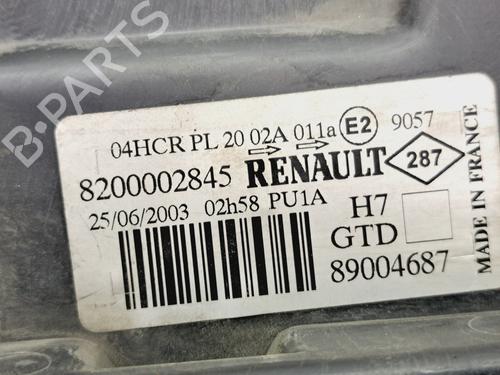 04HCR PL 20 02A 011a E2 9057
8200002845 RENAULT 287
25/06/2003 02h58 PU1A H7
GTD
89004687
MADE IN FRANCE
B-PARTS